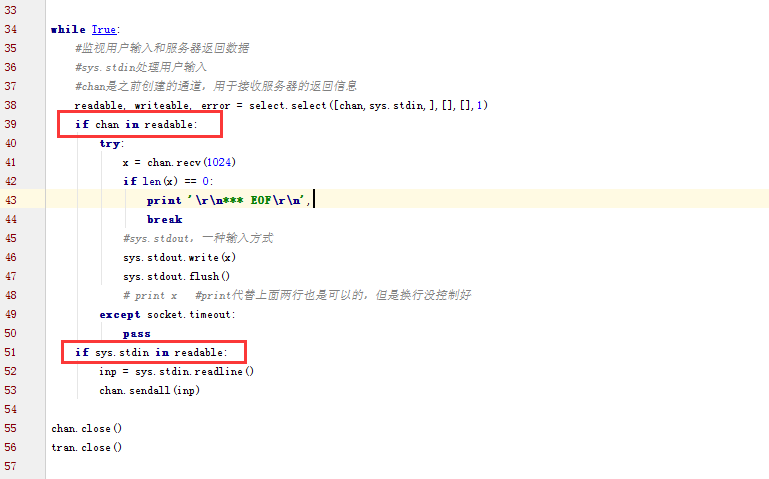 33
34 while True:
35 #监视用户输入和服务器返回数据
36 #sys.stdin处理用户输入
37 #chan是之前创建的通道，用于接收服务器的返回信息
38 readable, writeable, error = select.select([chan,sys.stdin,],[],[],1)
39 if chan in readable:
40 try:
41 x = chan.recv(1024)
42 if len(x) == 0:
43 print '\r\n*** EOF\r\n',
44 break
45 #sys.stdout，一种输入方式
46 sys.stdout.write(x)
47 sys.stdout.flush()
48 # print x   #print代替上面两行也是可以的，但是换行没控制好
49 except socket.timeout:
50 pass
51 if sys.stdin in readable:
52 inp = sys.stdin.readline()
53 chan.sendall(inp)
54
55 chan.close()
56 tran.close()
57